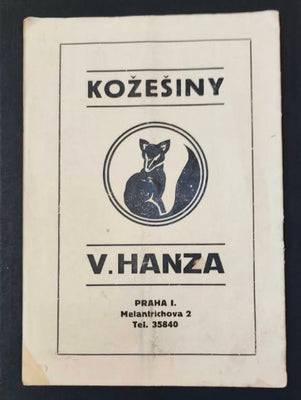 KOŽEŠINY
V. HANZA
PRAHA I.
Melantrichova 2
Tel. 35840